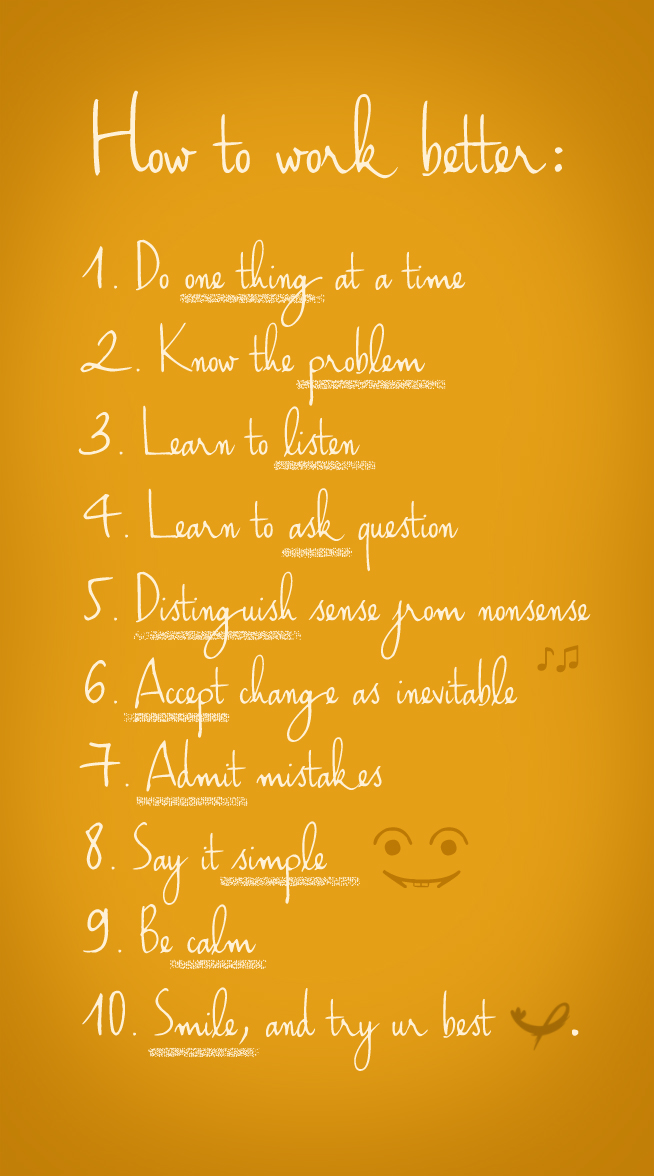 How to work better:
1. Do one thing at a time
2. Know the problem
3. Learn to listen
4. Learn to ask question
5. Distinguish sense from nonsense
6. Accept change as inevitable
7. Admit mistakes
8. Say it simple
9. Be calm
10. Smile, and try ur best .